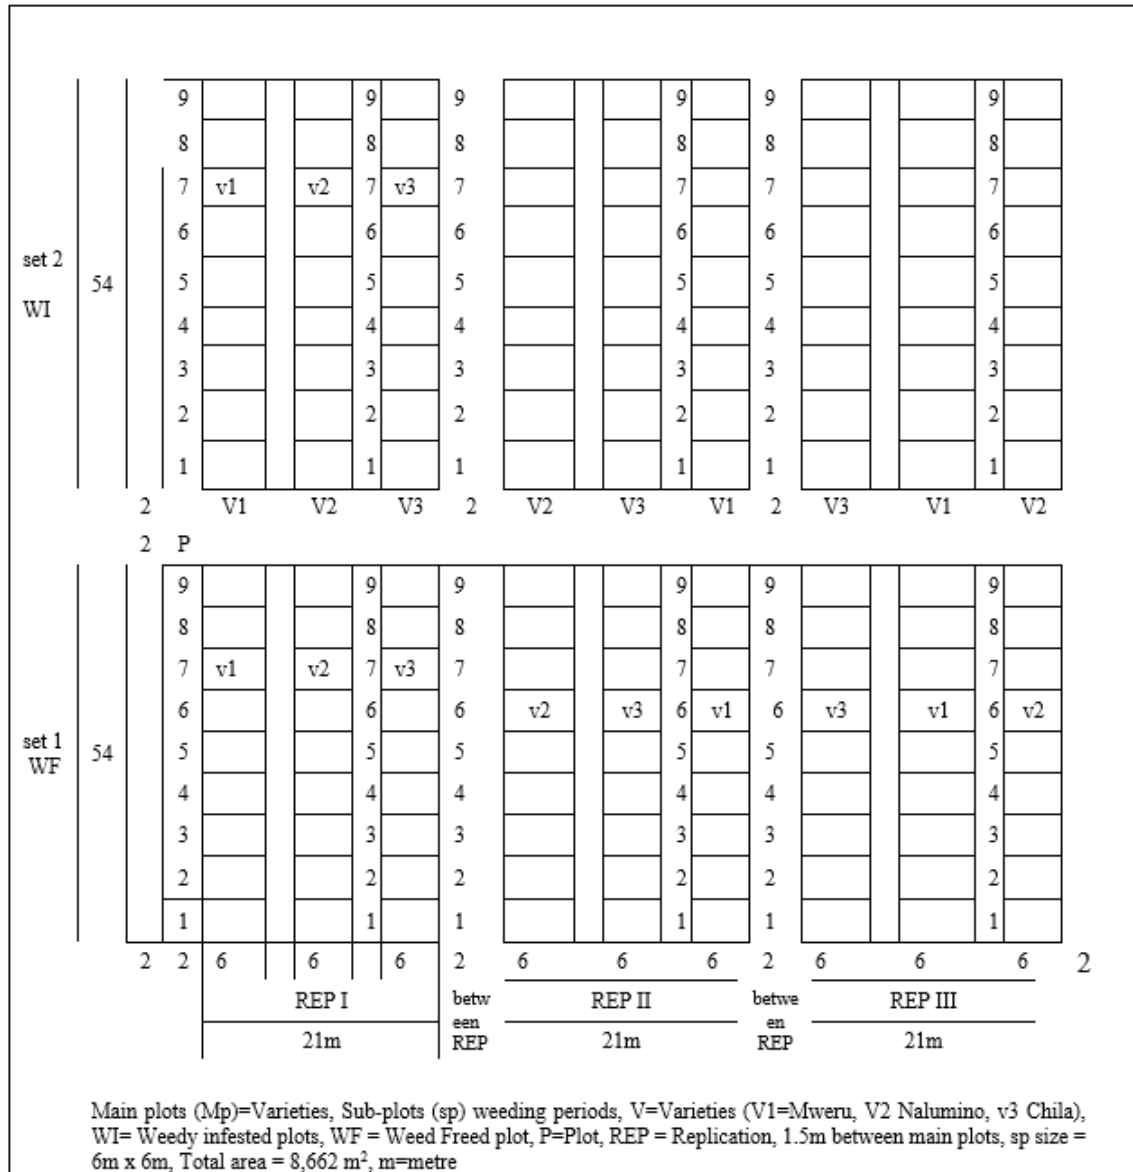 9 9 9 9 9 9
8 8 8 8 8 8
7 v1 v2 7 v3 7 7 7 7
6 6 6 6 6 6
set 2
54
5 5 5 5 5 5
WI
4 4 4 4 4 4
3 3 3 3 3 3
2 2 2 2 2 2
1 1 1 1 1 1
2 V1 V2 V3 2 V2 V3 V1 2 V3 V1 V2
2 P
9 9 9 9 9 9
8 8 8 8 8 8
7 v1 v2 7 v3 7 7 7 7
6 6 6 v2 v3 6 v1 6 v3 v1 6 v2
set 1
WF
54
5 5 5 5 5 5
4 4 4 4 4 4
3 3 3 3 3 3
2 2 2 2 2 2
1 1 1 1 1 1
2 2 6 6 6 2 6 6 6 2 6 6 6 2
REP I betw REP II betwe REP III
een en
21m REP 21m REP 21m
Main plots (Mp)=Varieties, Sub-plots (sp) weeding periods, V=Varieties (V1=Mweru, V2 Nalumino, v3 Chila),
WI= Weedy infested plots, WF = Weed Freed plot, P=Plot, REP = Replication, 1.5m between main plots, sp size =
6m x 6m, Total area = 8,662 m², m=metre